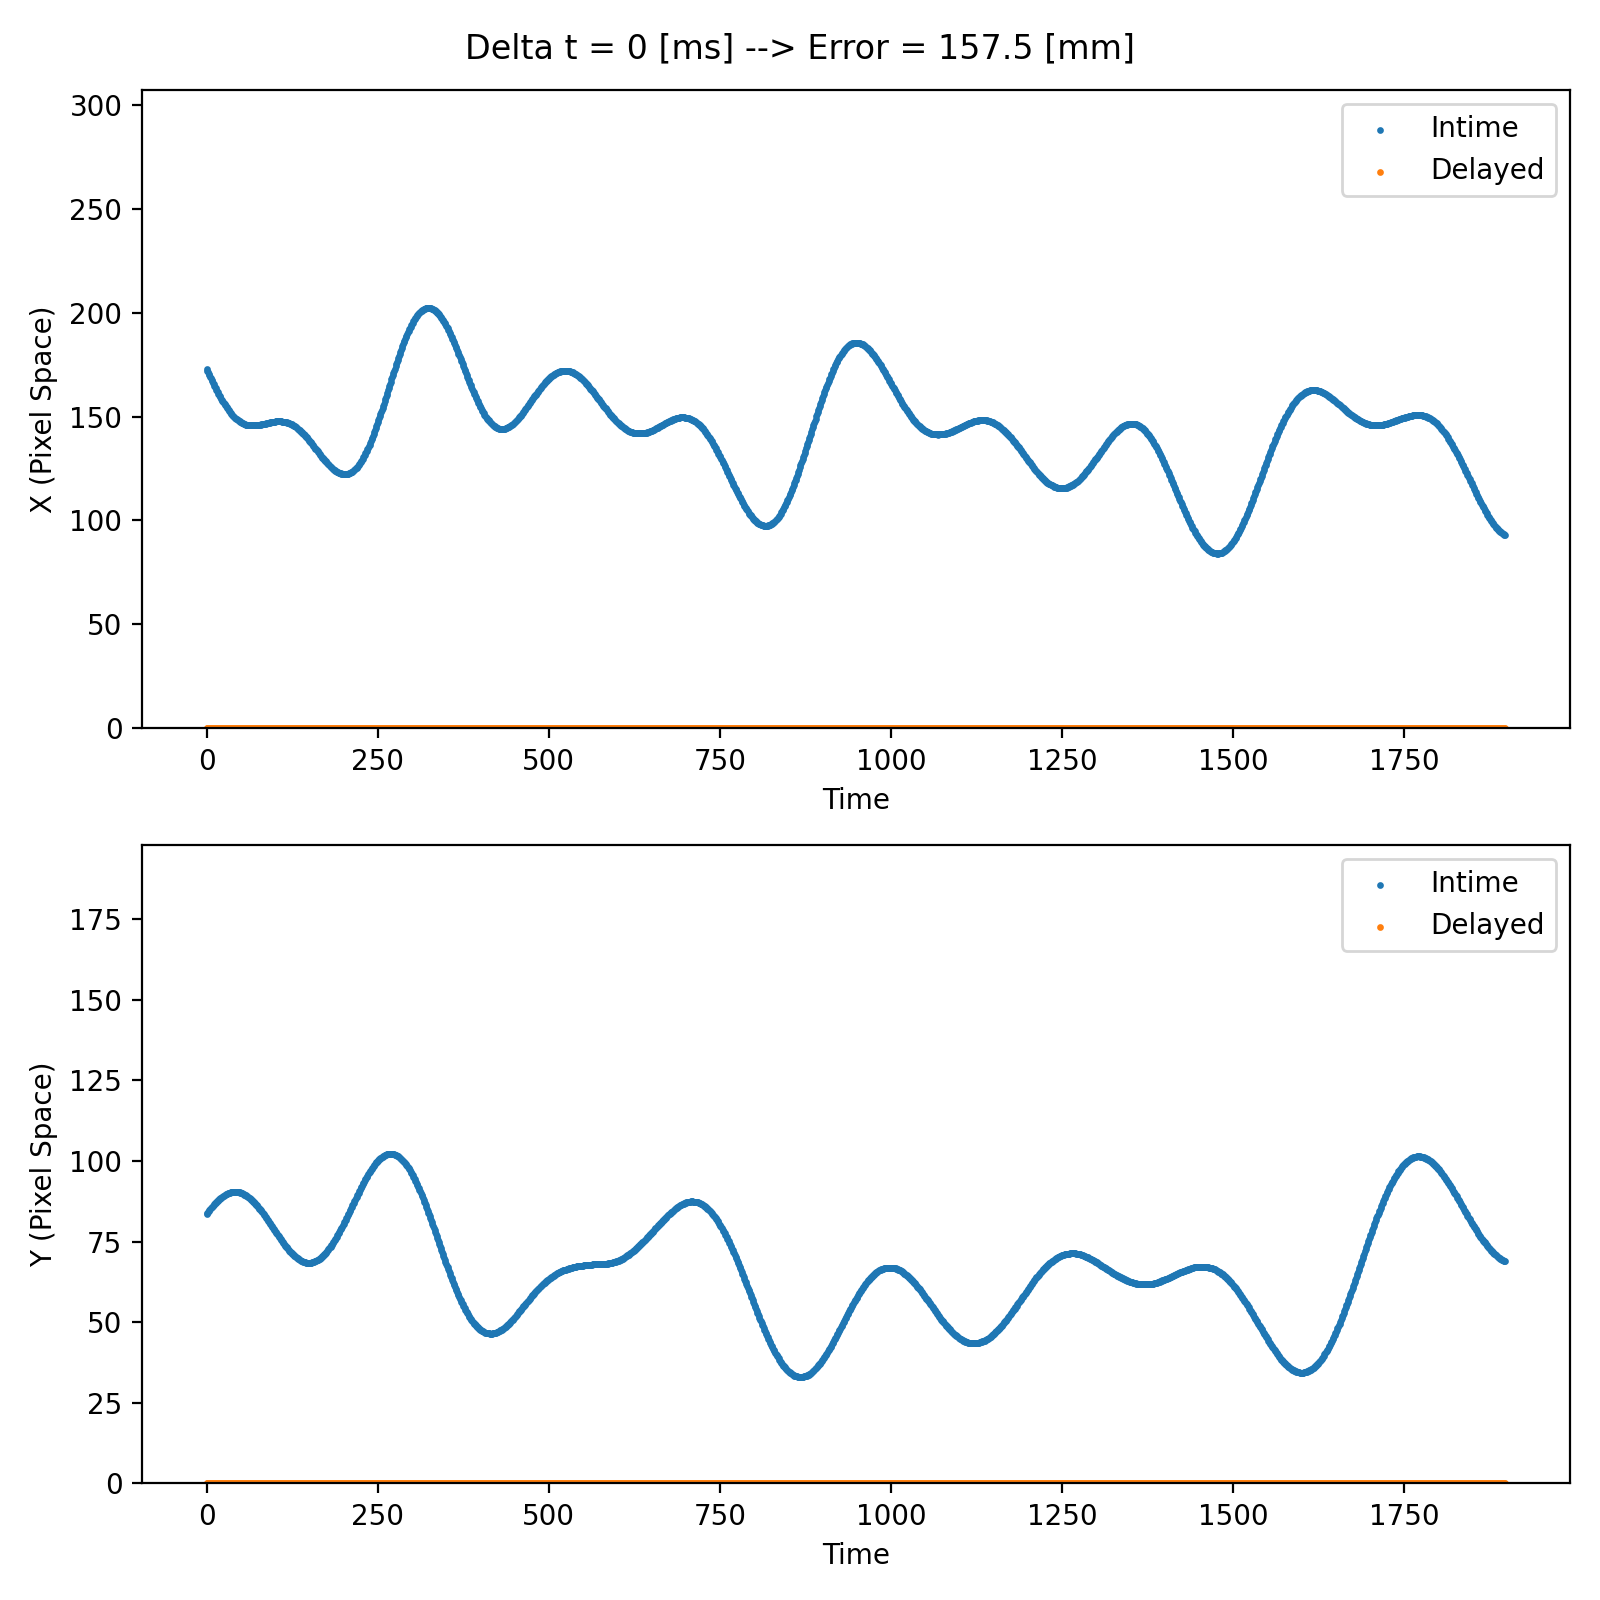 Delta t = 0 [ms] --> Error = 157.5 [mm]
300
250
200
150
100
50
0
X (Pixel Space)
Intime
Delayed
0 250 500 750 1000 1250 1500 1750
Time
175
150
125
100
75
50
25
0
Y (Pixel Space)
Intime
Delayed
0 250 500 750 1000 1250 1500 1750
Time